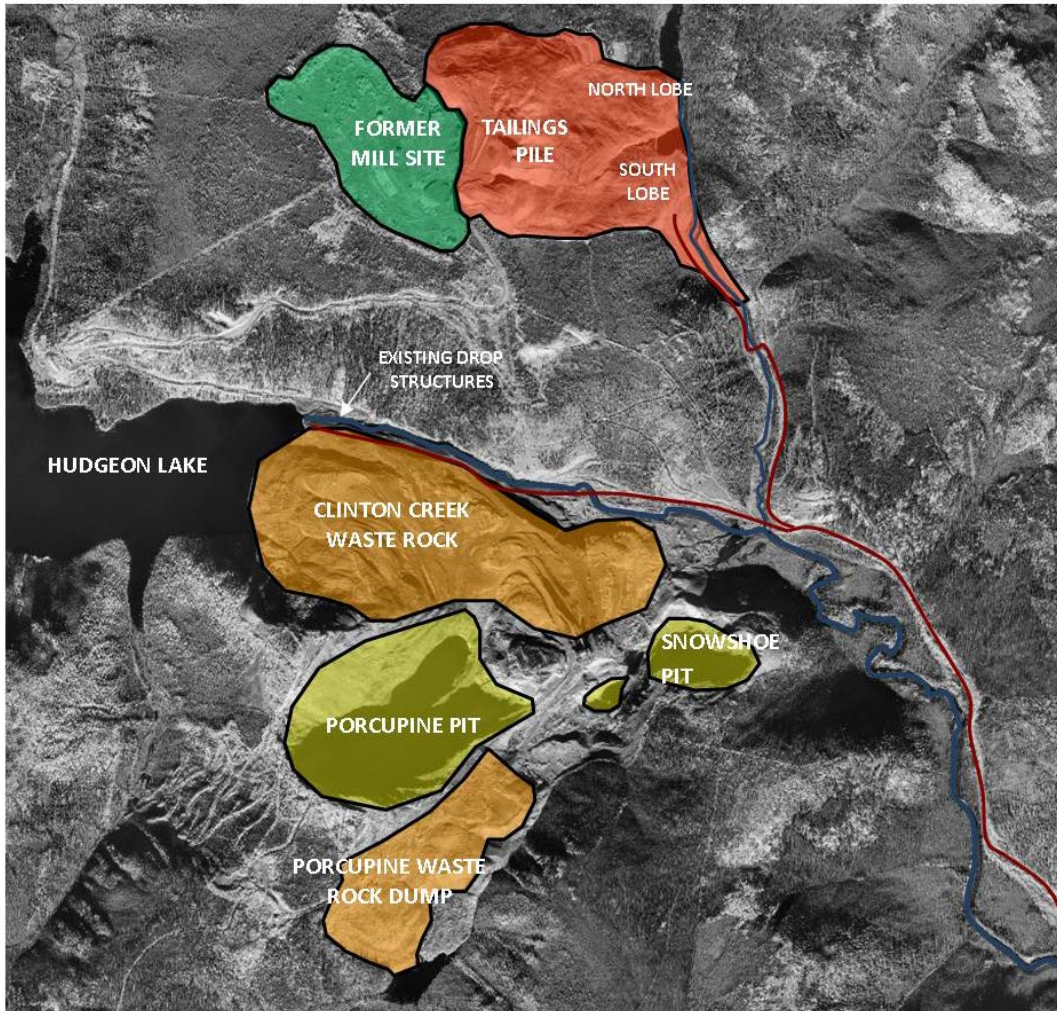 NORTH LOBE
FORMER
MILL SITE
TAILINGS
PILE
SOUTH
LOBE
EXISTING DROP
STRUCTURES
HUDGEON LAKE
CLINTON CREEK
WASTE ROCK
SNOWSHOE
PIT
PORCUPINE PIT
PORCUPINE WASTE
ROCK DUMP